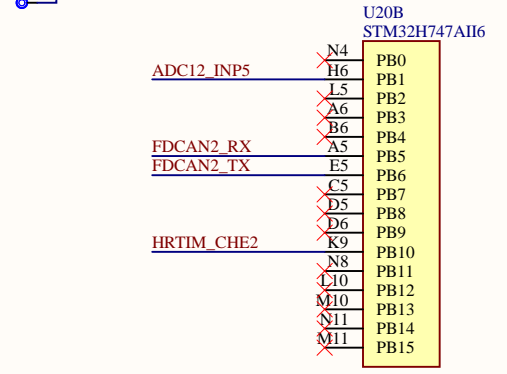 U20B
STM32H747AII6
N4 PB0
ADC12_INP5 H6 PB1
L5 PB2
A6 PB3
B6 PB4
FDCAN2_RX A5 PB5
FDCAN2_TX E5 PB6
C5 PB7
D5 PB8
D6 PB9
HRTIM_CHE2 K9 PB10
N8 PB11
L10 PB12
M10 PB13
N11 PB14
M11 PB15